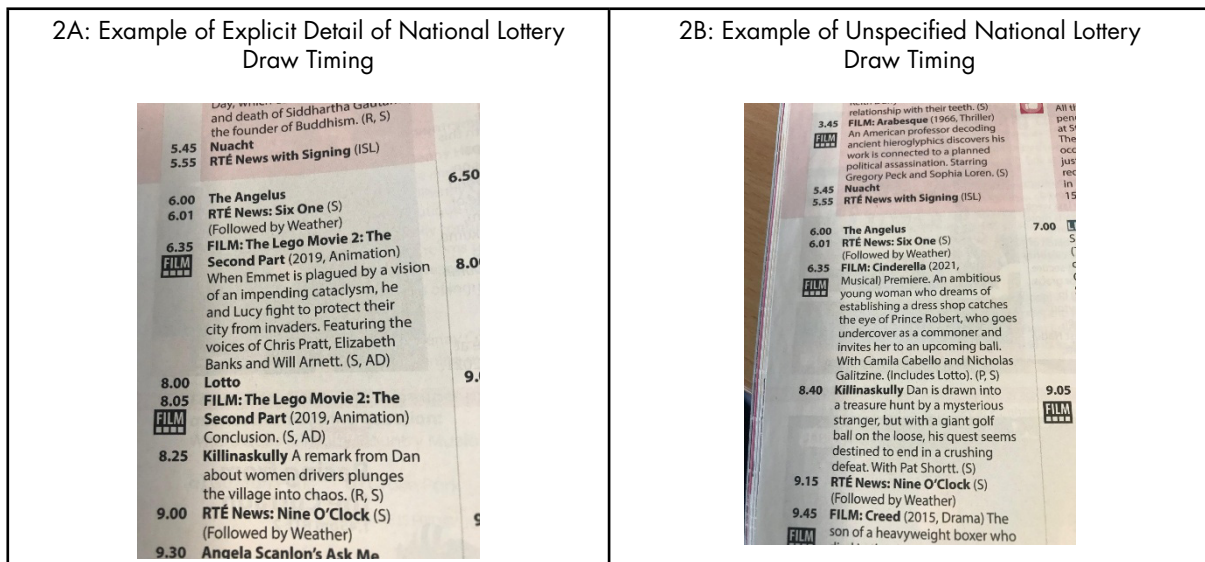 2A: Example of Explicit Detail of National Lottery
Draw Timing
and death of Siddhartha
the founder of Buddhism. (R, S)
5.45 Nuacht
5.55 RTÉ News with Signing (ISL)
6.50
6.00 The Angelus
6.01 RTÉ News: Six One (S)
(Followed by Weather)
6.35 FILM: The Lego Movie 2: The
FILM Second Part (2019, Animation)
When Emmet is plagued by a vision
of an impending cataclysm, he
and Lucy fight to protect their
city from invaders. Featuring the
voices of Chris Pratt, Elizabeth
Banks and Will Arnett. (S, AD)
8.00 Lotto
8.05 FILM: The Lego Movie 2: The
FILM Second Part (2019, Animation)
Conclusion. (S, AD)
8.25 Killinaskully A remark from Dan
about women drivers plunges
the village into chaos. (R, S)
9.00 RTÉ News: Nine O'Clock (S)
(Followed by Weather)
9.30 Angela Scanlon's Ask Me
2B: Example of Unspecified National Lottery
Draw Timing
relationship with their teeth. (S)
3.45 FILM: Arabesque (1966, Thriller)
FILM An American professor decoding
ancient hieroglyphics discovers his
work is connected to a planned
political assassination. Starring
Gregory Peck and Sophia Loren. (S)
5.45 Nuacht
5.55 RTÉ News with Signing (ISL)
6.00 The Angelus
6.01 RTÉ News: Six One (S)
(Followed by Weather)
6.35 FILM: Cinderella (2021,
FILM Musical) Premiere. An ambitious
young woman who dreams of
establishing a dress shop catches
the eye of Prince Robert, who goes
undercover as a commoner and
invites her to an upcoming ball.
With Camila Cabello and Nicholas
Galitzine. (Includes Lotto). (P, S)
8.40 Killinaskully Dan is drawn into
a treasure hunt by a mysterious
stranger, but with a giant golf
ball on the loose, his quest seems
destined to end in a crushing
defeat. With Pat Shortt. (S)
9.15 RTÉ News: Nine O'Clock (S)
(Followed by Weather)
9.45 FILM: Creed (2015, Drama) The
FILM son of a heavyweight boxer who
7.00
9.05
FILM